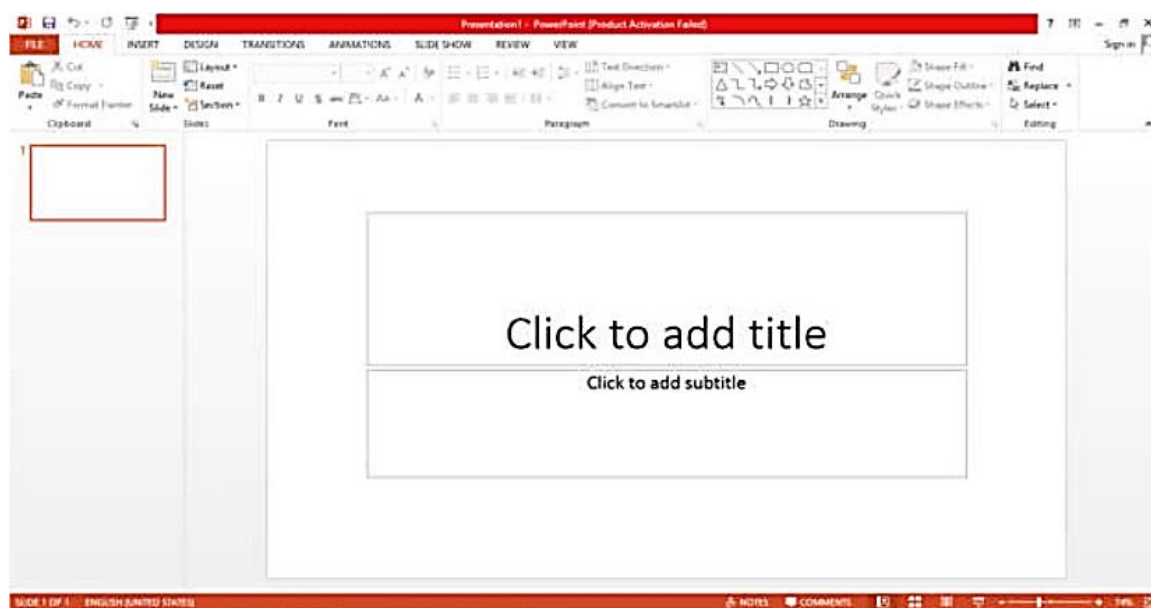 Presentation1 - PowerPoint (Product Activation Failed)
FILE HOME INSERT DESIGN TRANSITIONS ANIMATIONS SLIDE SHOW REVIEW VIEW Sign in
Cut Layout Text Direction Shape Fill Find
Paste Copy New Reset Align Text Arrange Quick Shape Outline Replace
Format Painter Slide Section Convert to SmartArt Styles Shape Effects Select
Clipboard Slides Font Paragraph Drawing Editing
1
Click to add title
Click to add subtitle
SLIDE 1 OF 1 ENGLISH (UNITED STATES) NOTES COMMENTS